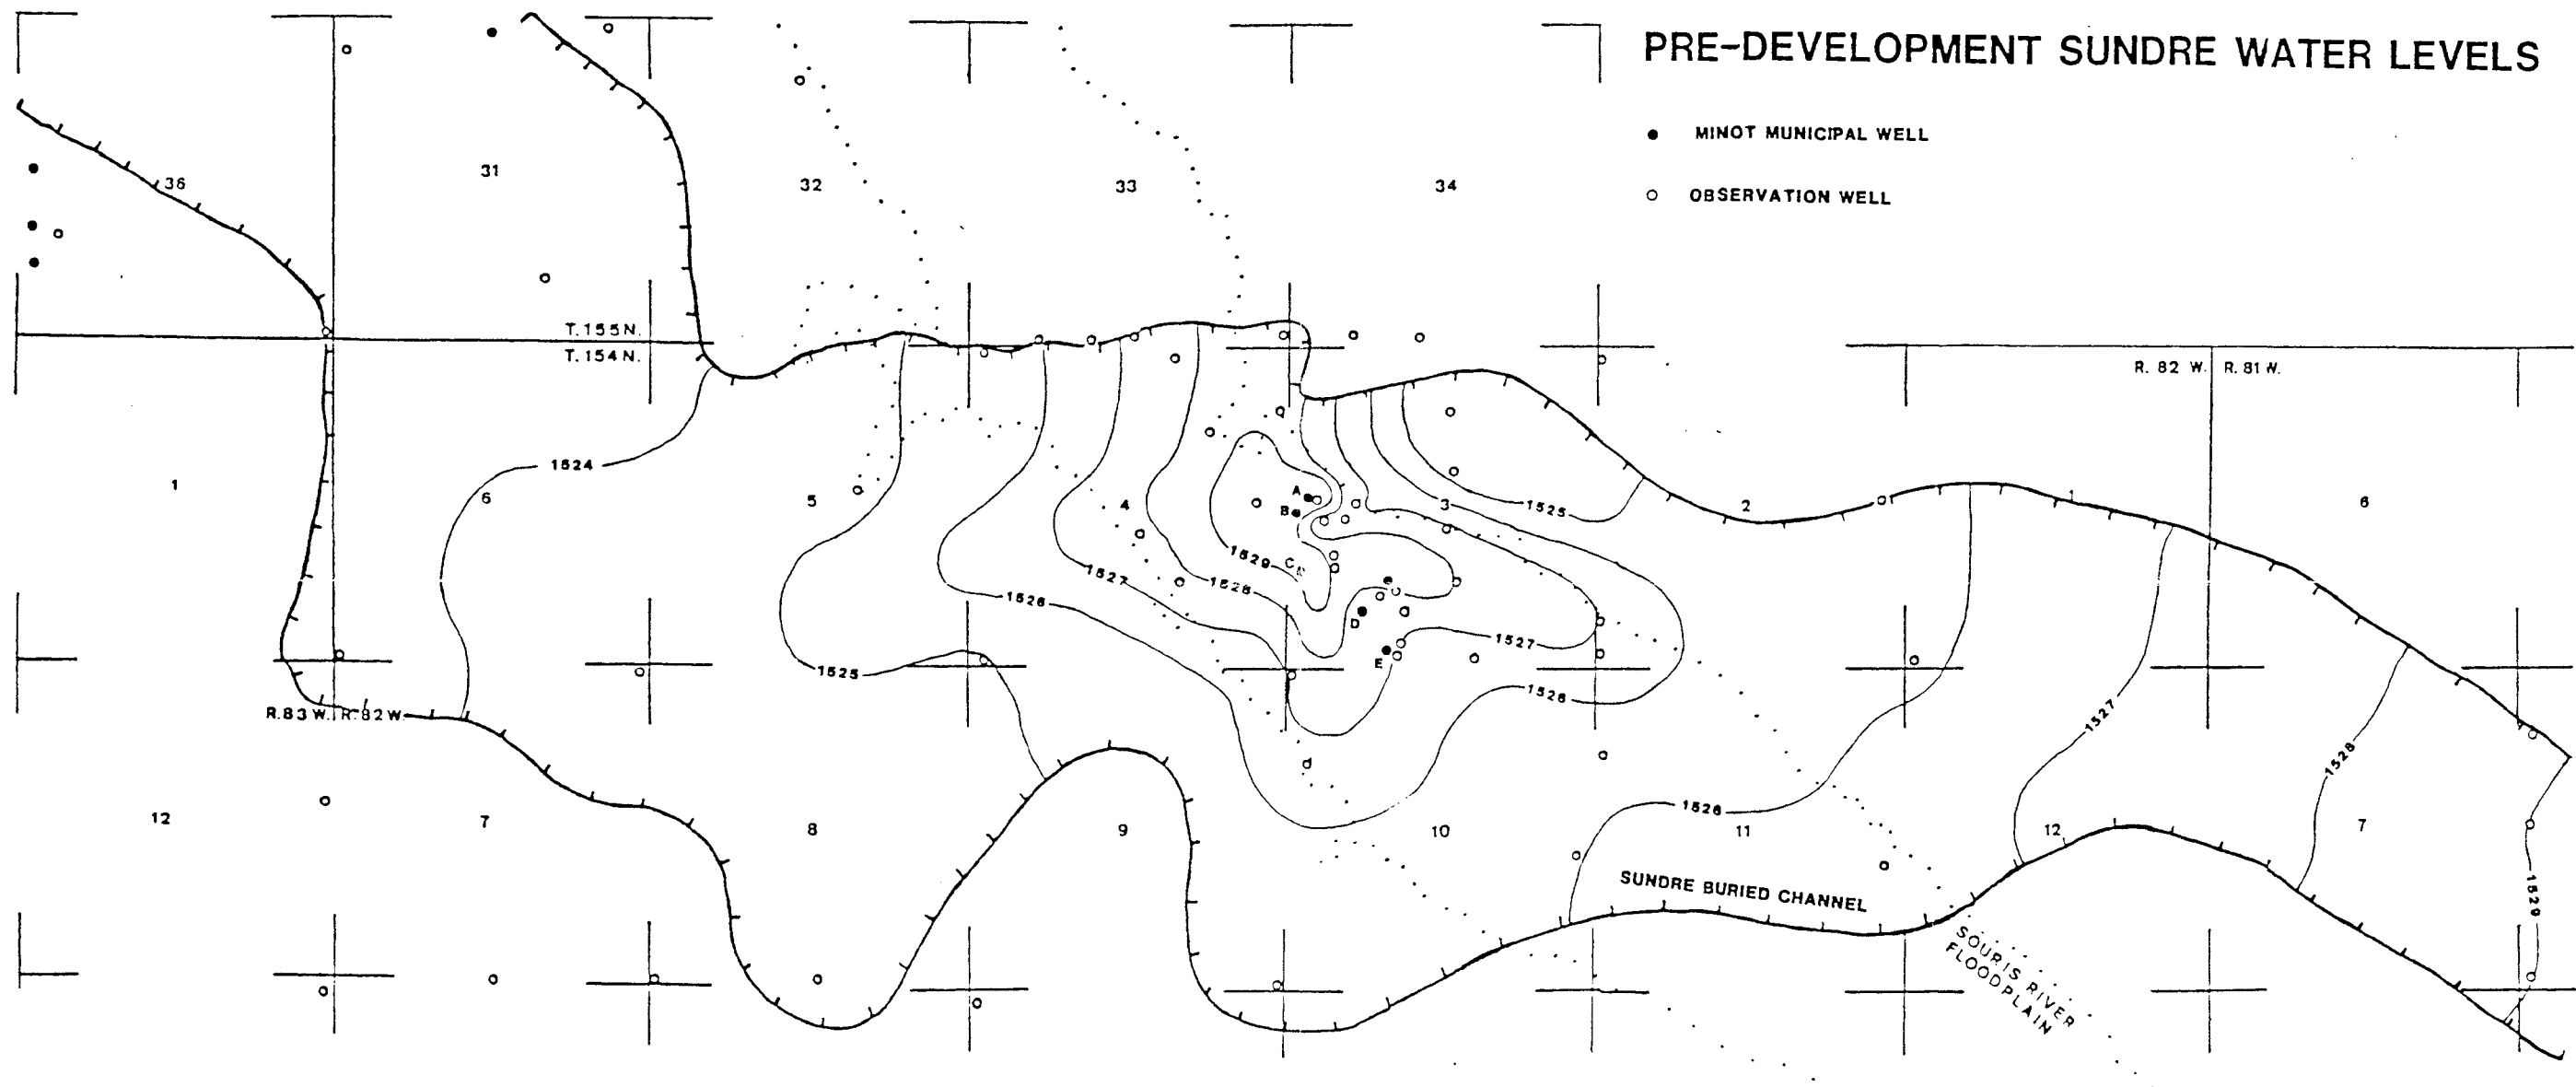 PRE-DEVELOPMENT SUNDRE WATER LEVELS
MINOT MUNICIPAL WELL
OBSERVATION WELL
36
31
32
33
34
T.155N.
T.154N.
R. 82 W. R. 81 W.
1
6
5
4
3
2
1
6
1524
1525
1525
1526
1527
1528
1529
A
B
C
D
E
1527
1526
1526
1527
1528
1529
R.83 W. R.82 W.
12
7
8
9
10
11
12
7
SUNDRE BURIED CHANNEL
SOURIS RIVER
FLOODPLAIN